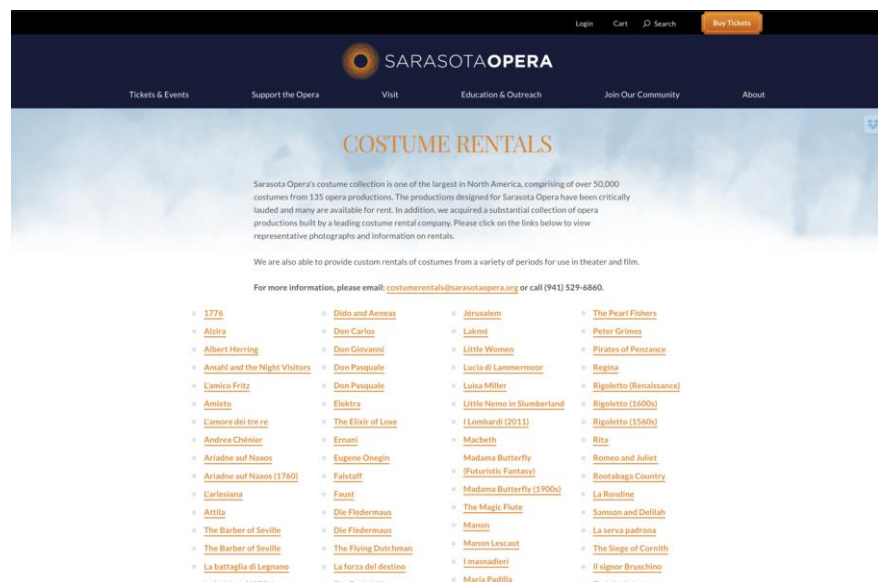 Login Cart Search Buy Tickets
SARASOTAOPERA
Tickets & Events Support the Opera Visit Education & Outreach Join Our Community About
COSTUME RENTALS
Sarasota Opera's costume collection is one of the largest in North America, comprising of over 50,000
costumes from 135 opera productions. The productions designed for Sarasota Opera have been critically
lauded and many are available for rent. In addition, we acquired a substantial collection of opera
productions built by a leading costume rental company. Please click on the links below to view
representative photographs and information on rentals.
We are also able to provide custom rentals of costumes from a variety of periods for use in theater and film.
For more information, please email: costumerentals@sarasotaopera.org or call (941) 529-6860.
1776
Alzira
Albert Herring
Amahl and the Night Visitors
L'amico Fritz
Amleto
L'amore dei tre re
Andrea Chénier
Ariadne auf Naxos
Ariadne auf Naxos (1760)
L'arlesiana
Attila
The Barber of Seville
The Barber of Seville
La battaglia di Legnano
Dido and Aeneas
Don Carlos
Don Giovanni
Don Pasquale
Don Pasquale
Elektra
The Elixir of Love
Ernani
Eugene Onegin
Falstaff
Faust
Die Fledermaus
Die Fledermaus
The Flying Dutchman
La forza del destino
Jérusalem
Lakmé
Little Women
Lucia di Lammermoor
Luisa Miller
Little Nemo in Slumberland
I Lombardi (2011)
Macbeth
Madama Butterfly
(Futuristic Fantasy)
Madama Butterfly (1900s)
The Magic Flute
Manon
Manon Lescaut
I masnadieri
Maria Padilla
The Pearl Fishers
Peter Grimes
Pirates of Penzance
Regina
Rigoletto (Renaissance)
Rigoletto (1600s)
Rigoletto (1560s)
Rita
Romeo and Juliet
Rootabaga Country
La Rondine
Samson and Delilah
La serva padrona
The Siege of Cornith
Il signor Bruschino